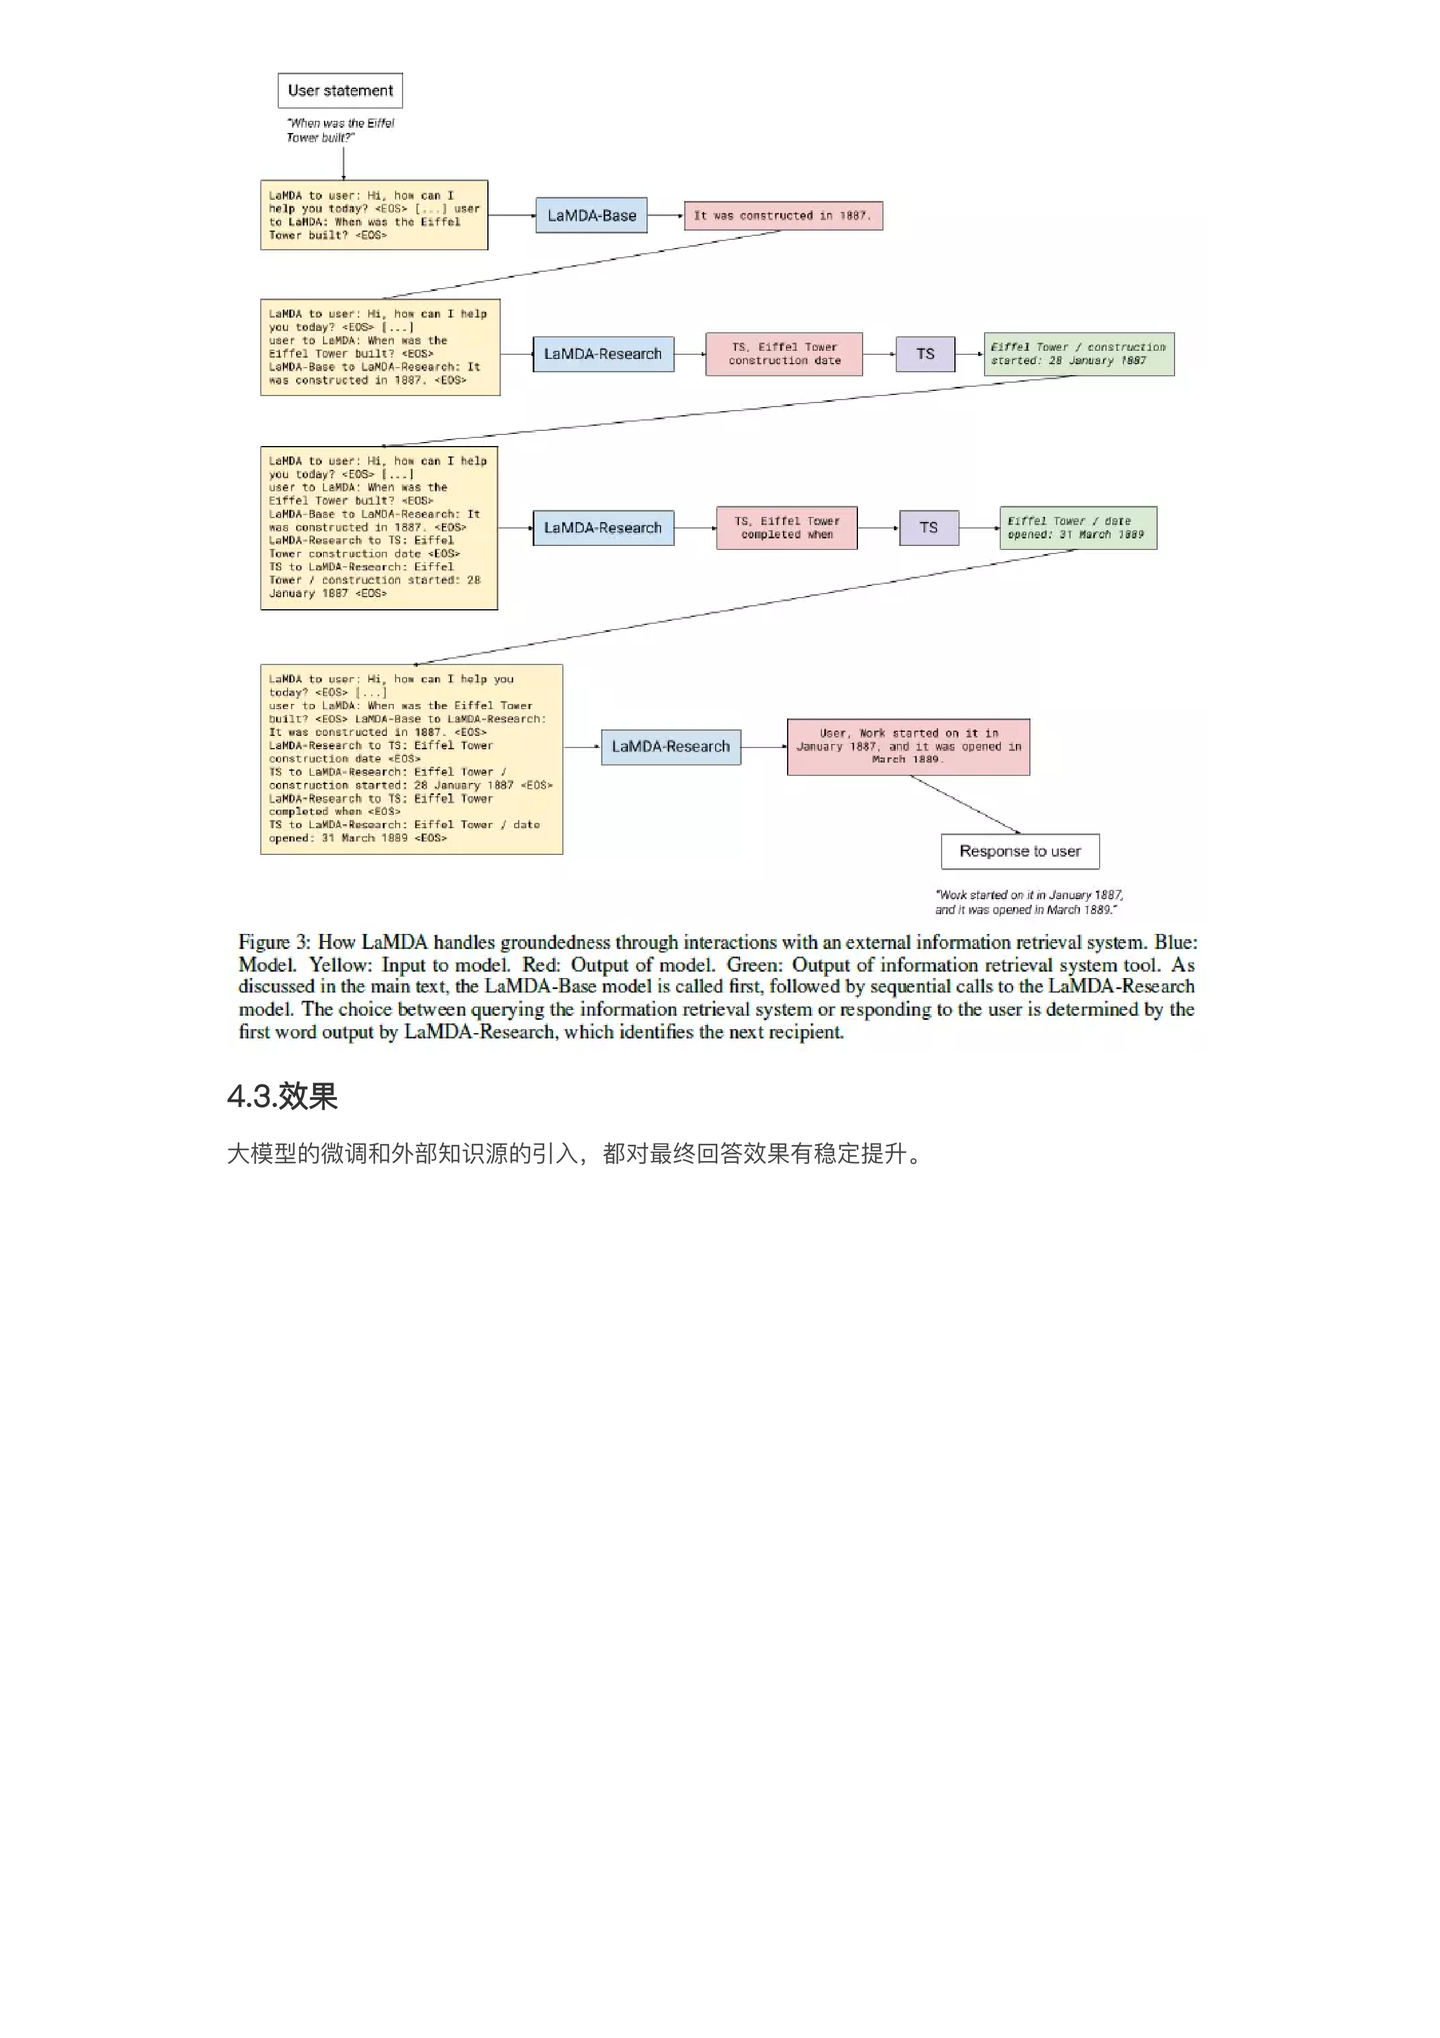 User statement
"When was the Eiffel
Tower built?"
LaMDA to user: Hi, how can I
help you today? <EOS> [...] user
to LaMDA: When was the Eiffel
Tower built? <EOS>
LaMDA-Base
It was constructed in 1887.
LaMDA to user: Hi, how can I help
you today? <EOS> [...]
user to LaMDA: When was the
Eiffel Tower built? <EOS>
LaMDA-Base to LaMDA-Research: It
was constructed in 1887. <EOS>
LaMDA-Research
TS, Eiffel Tower
construction date
TS
Eiffel Tower / construction
started: 28 January 1887
LaMDA to user: Hi, how can I help
you today? <EOS> [...]
user to LaMDA: When was the
Eiffel Tower built? <EOS>
LaMDA-Base to LaMDA-Research: It
was constructed in 1887. <EOS>
LaMDA-Research to TS: Eiffel
Tower construction date <EOS>
TS to LaMDA-Research: Eiffel
Tower / construction started: 28
January 1887 <EOS>
LaMDA-Research
TS, Eiffel Tower
completed when
TS
Eiffel Tower / date
opened: 31 March 1889
LaMDA to user: Hi, how can I help you
today? <EOS> [...]
user to LaMDA: When was the Eiffel Tower
built? <EOS> LaMDA-Base to LaMDA-Research:
It was constructed in 1887. <EOS>
LaMDA-Research to TS: Eiffel Tower
construction date <EOS>
TS to LaMDA-Research: Eiffel Tower /
construction started: 28 January 1887 <EOS>
LaMDA-Research to TS: Eiffel Tower
completed when <EOS>
TS to LaMDA-Research: Eiffel Tower / date
opened: 31 March 1889 <EOS>
LaMDA-Research
User, Work started on it in
January 1887, and it was opened in
March 1889.
Response to user
"Work started on it in January 1887,
and it was opened in March 1889."
Figure 3: How LaMDA handles groundedness through interactions with an external information retrieval system. Blue:
Model. Yellow: Input to model. Red: Output of model. Green: Output of information retrieval system tool. As
discussed in the main text, the LaMDA-Base model is called first, followed by sequential calls to the LaMDA-Research
model. The choice between querying the information retrieval system or responding to the user is determined by the
first word output by LaMDA-Research, which identifies the next recipient.
4.3.效果
大模型的微调和外部知识源的引入，都对最终回答效果有稳定提升。